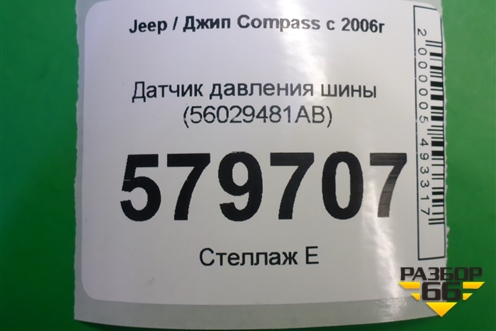 Jeep / Джип Compass с 2006г
Датчик давления шины
(56029481AB)
579707
Стеллаж Е
2000005493317
РАЗБОР
66